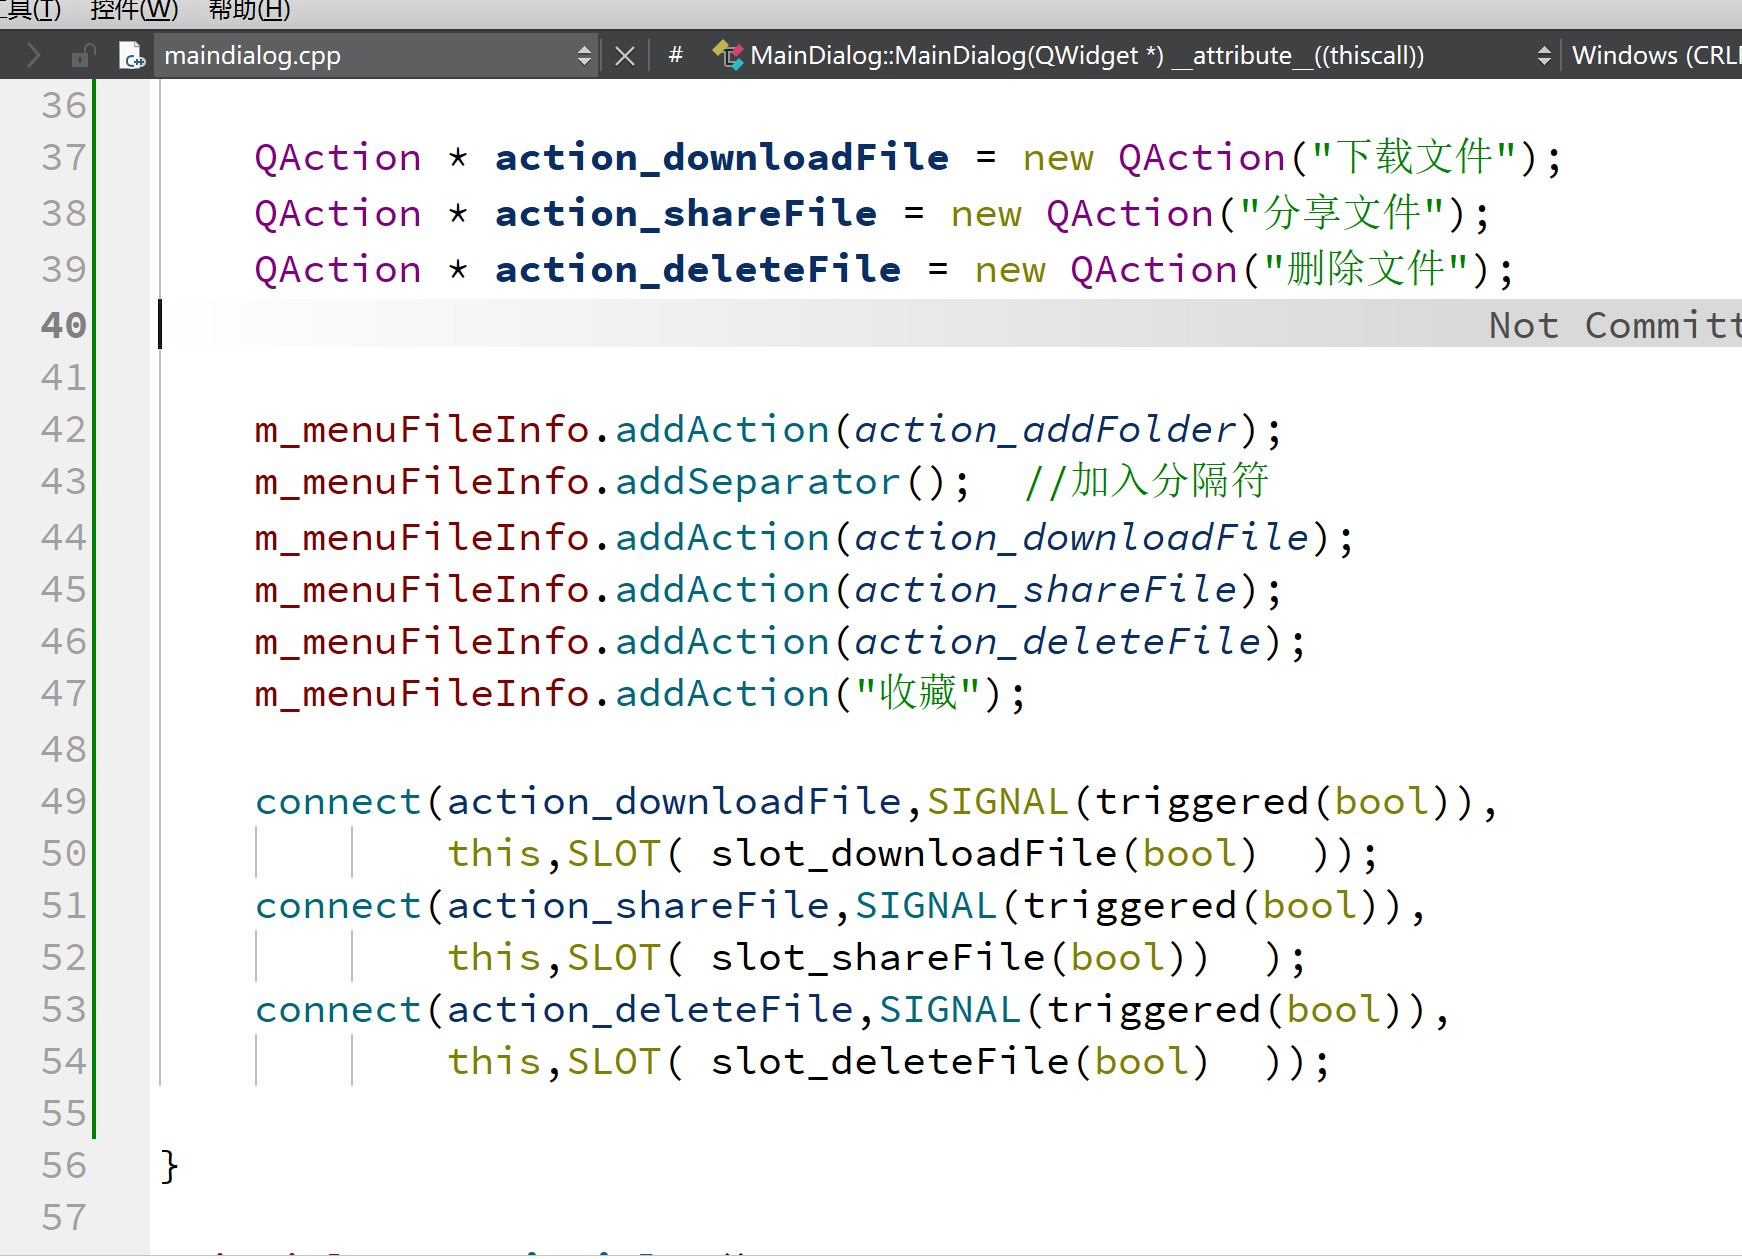 工具(T) 控件(W) 帮助(H)
maindialog.cpp # MainDialog::MainDialog(QWidget *) __attribute__((thiscall)) Windows (CRLF
36
37 QAction * action_downloadFile = new QAction("下载文件");
38 QAction * action_shareFile = new QAction("分享文件");
39 QAction * action_deleteFile = new QAction("删除文件");
40 Not Committ
41
42 m_menuFileInfo.addAction(action_addFolder);
43 m_menuFileInfo.addSeparator();  //加入分隔符
44 m_menuFileInfo.addAction(action_downloadFile);
45 m_menuFileInfo.addAction(action_shareFile);
46 m_menuFileInfo.addAction(action_deleteFile);
47 m_menuFileInfo.addAction("收藏");
48
49 connect(action_downloadFile,SIGNAL(triggered(bool)),
50 this,SLOT( slot_downloadFile(bool)  ));
51 connect(action_shareFile,SIGNAL(triggered(bool)),
52 this,SLOT( slot_shareFile(bool))  );
53 connect(action_deleteFile,SIGNAL(triggered(bool)),
54 this,SLOT( slot_deleteFile(bool)  ));
55
56 }
57